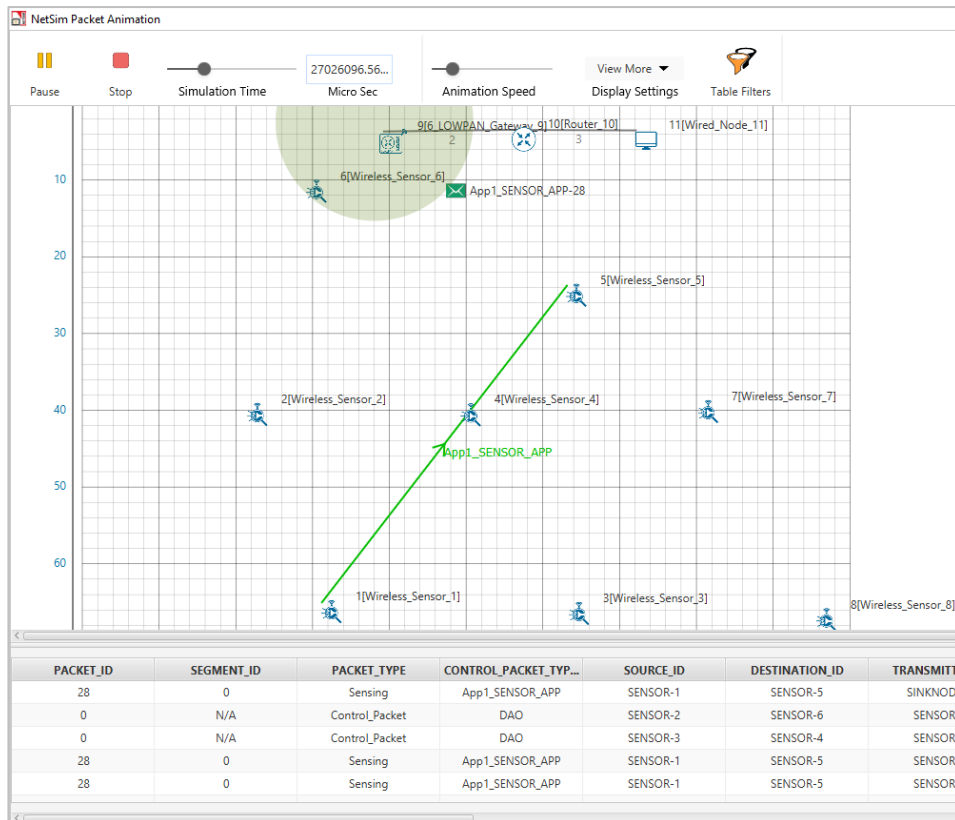 NetSim Packet Animation
27026096.56...
View More
Pause
Stop
Simulation Time
Micro Sec
Animation Speed
Display Settings
Table Filters
9[6_LOWPAN_Gateway_9]
10[Router_10]
11[Wired_Node_11]
2
3
10
6[Wireless_Sensor_6]
App1_SENSOR_APP-28
20
5[Wireless_Sensor_5]
30
2[Wireless_Sensor_2]
4[Wireless_Sensor_4]
7[Wireless_Sensor_7]
40
App1_SENSOR_APP
50
60
1[Wireless_Sensor_1]
3[Wireless_Sensor_3]
8[Wireless_Sensor_8]
PACKET_ID SEGMENT_ID PACKET_TYPE CONTROL_PACKET_TYP... SOURCE_ID DESTINATION_ID TRANSMITT
28 0 Sensing App1_SENSOR_APP SENSOR-1 SENSOR-5 SINKNOD
0 N/A Control_Packet DAO SENSOR-2 SENSOR-6 SENSOR
0 N/A Control_Packet DAO SENSOR-3 SENSOR-4 SENSOR
28 0 Sensing App1_SENSOR_APP SENSOR-1 SENSOR-5 SENSOR
28 0 Sensing App1_SENSOR_APP SENSOR-1 SENSOR-5 SENSOR